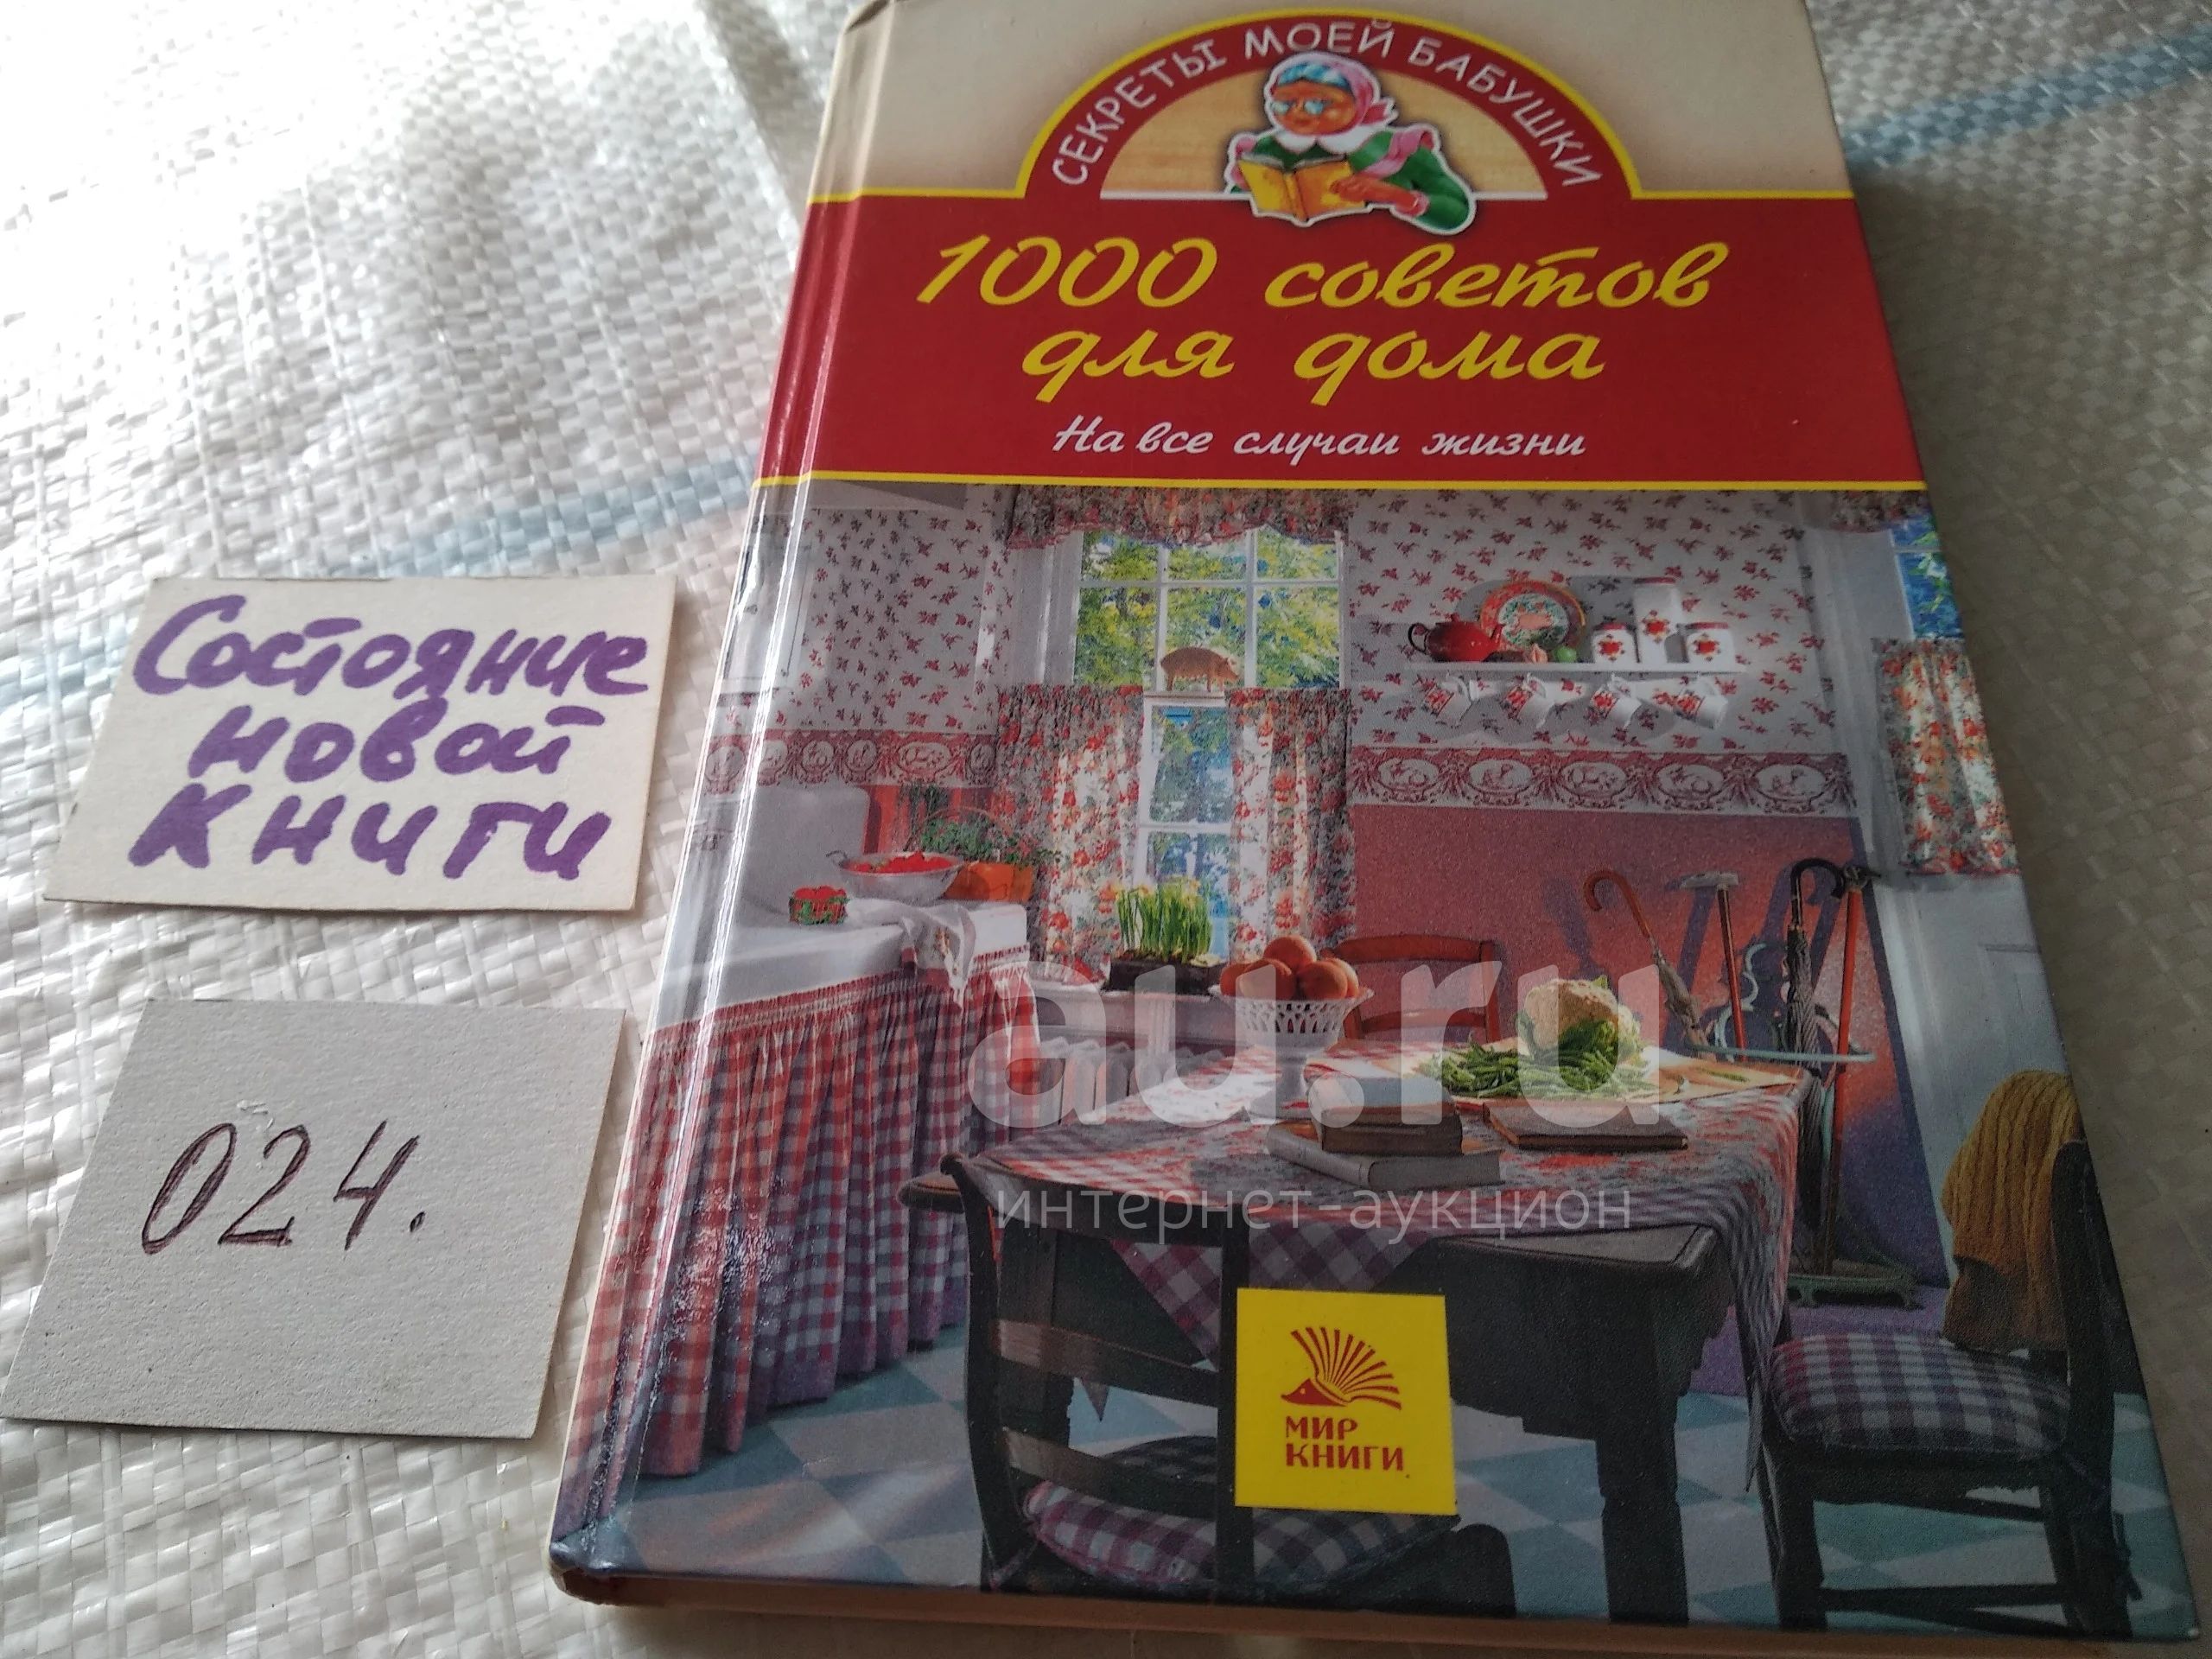 СЕКРЕТЫ МОЕЙ БАБУШКИ
1000 советов
для дома
На все случаи жизни
Состояние
новой
книги
024.
au.ru
интернет-аукцион
МИР
КНИГИ